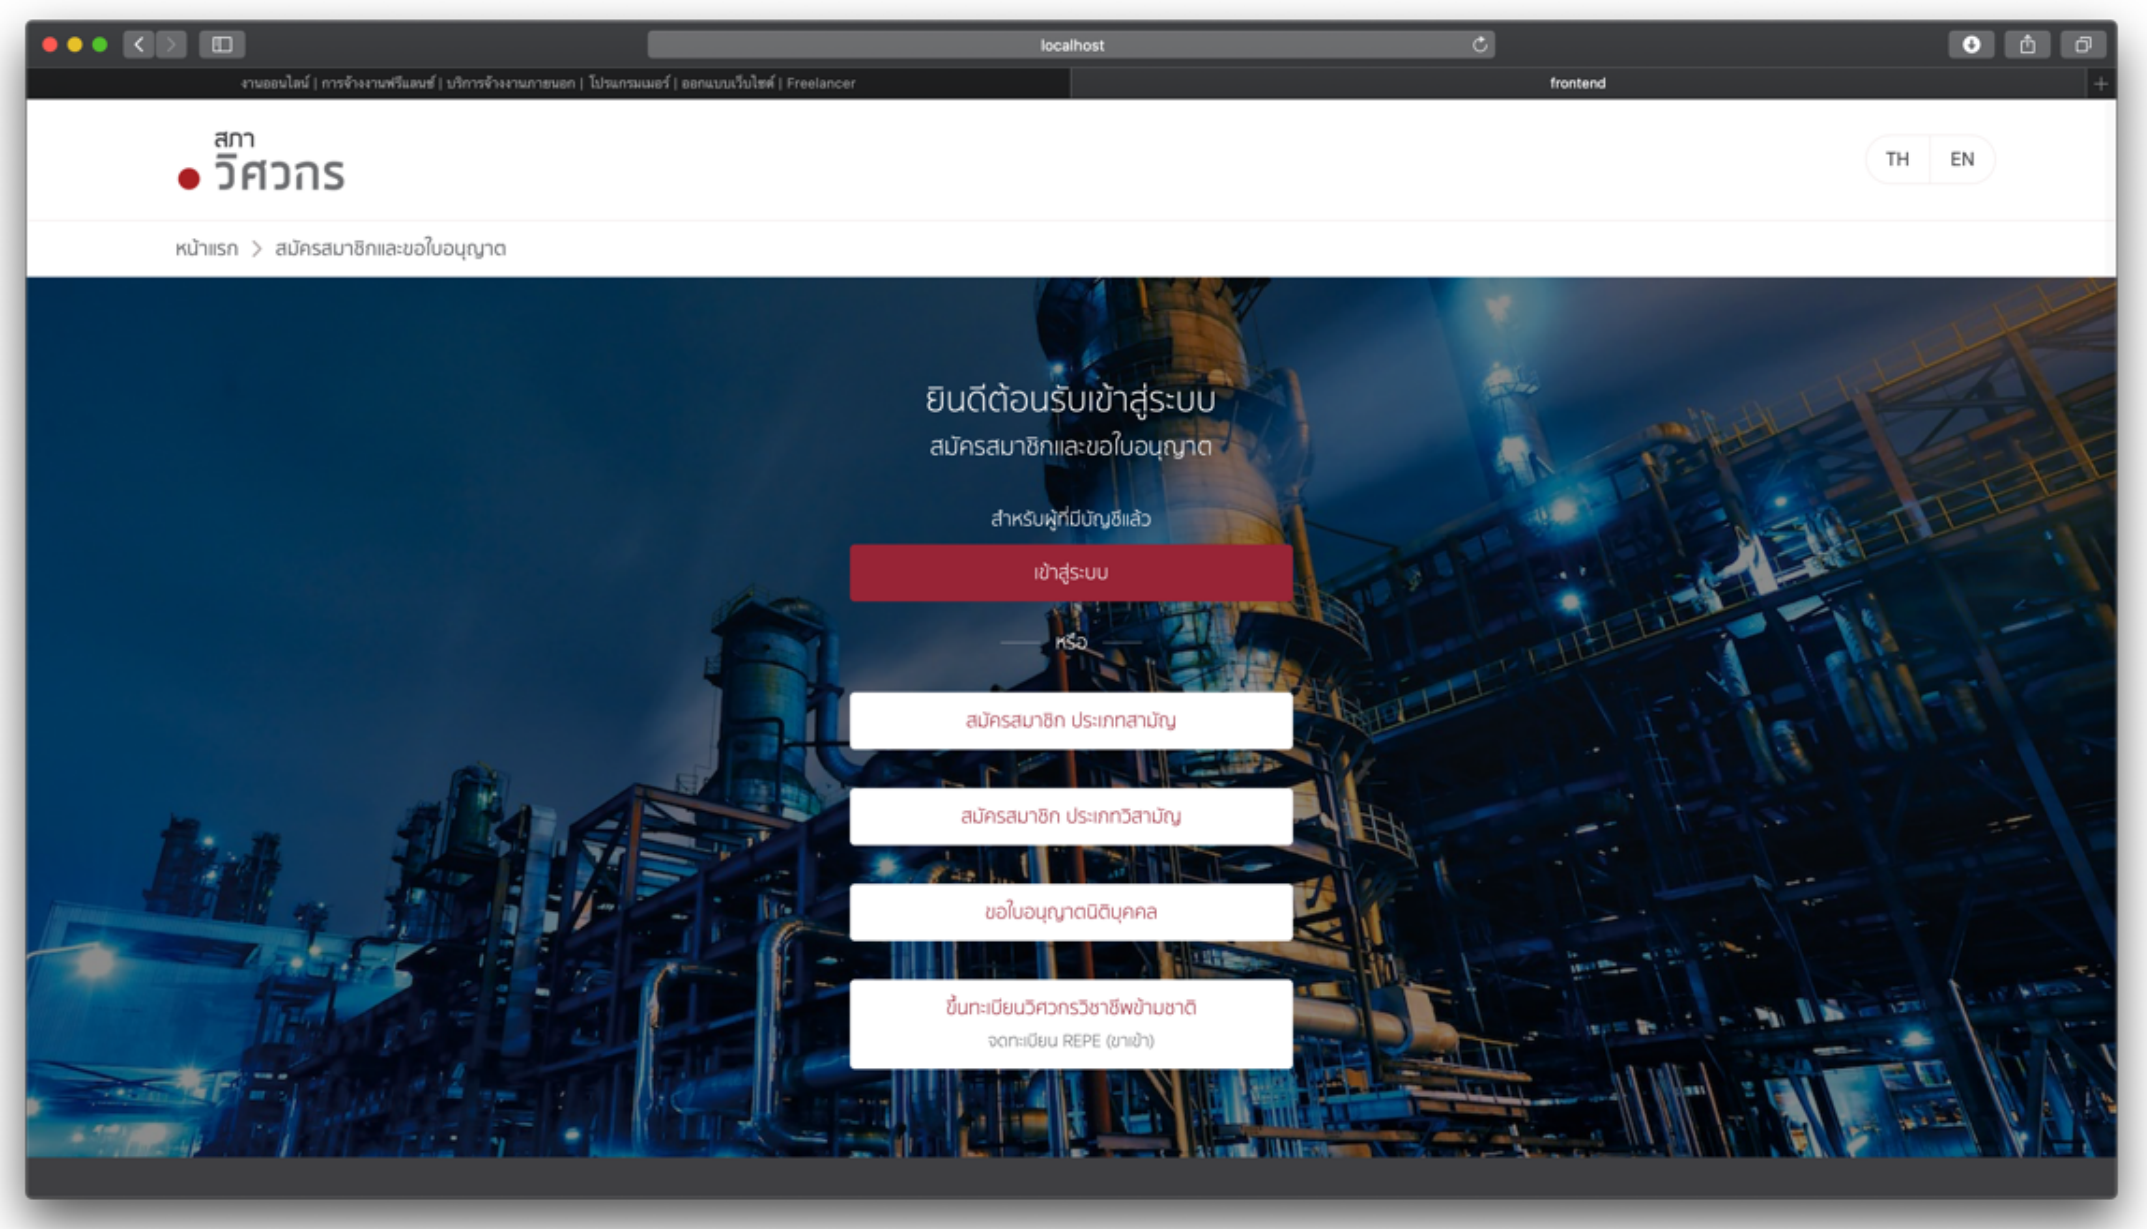 localhost
งานออนไลน์ | การจ้างงานฟรีแลนซ์ | บริการจ้างงานภายนอก | โปรแกรมเมอร์ | ออกแบบเว็บไซต์ | Freelancer
frontend
สภา
วิศวกร
TH EN
หน้าแรก > สมัครสมาชิกและขอใบอนุญาต
ยินดีต้อนรับเข้าสู่ระบบ
สมัครสมาชิกและขอใบอนุญาต
สำหรับผู้ที่มีบัญชีแล้ว
เข้าสู่ระบบ
หรือ
สมัครสมาชิก ประเภทสามัญ
สมัครสมาชิก ประเภทวิสามัญ
ขอใบอนุญาตนิติบุคคล
ขึ้นทะเบียนวิศวกรวิชาชีพข้ามชาติ
จดทะเบียน REPE (ขาเข้า)